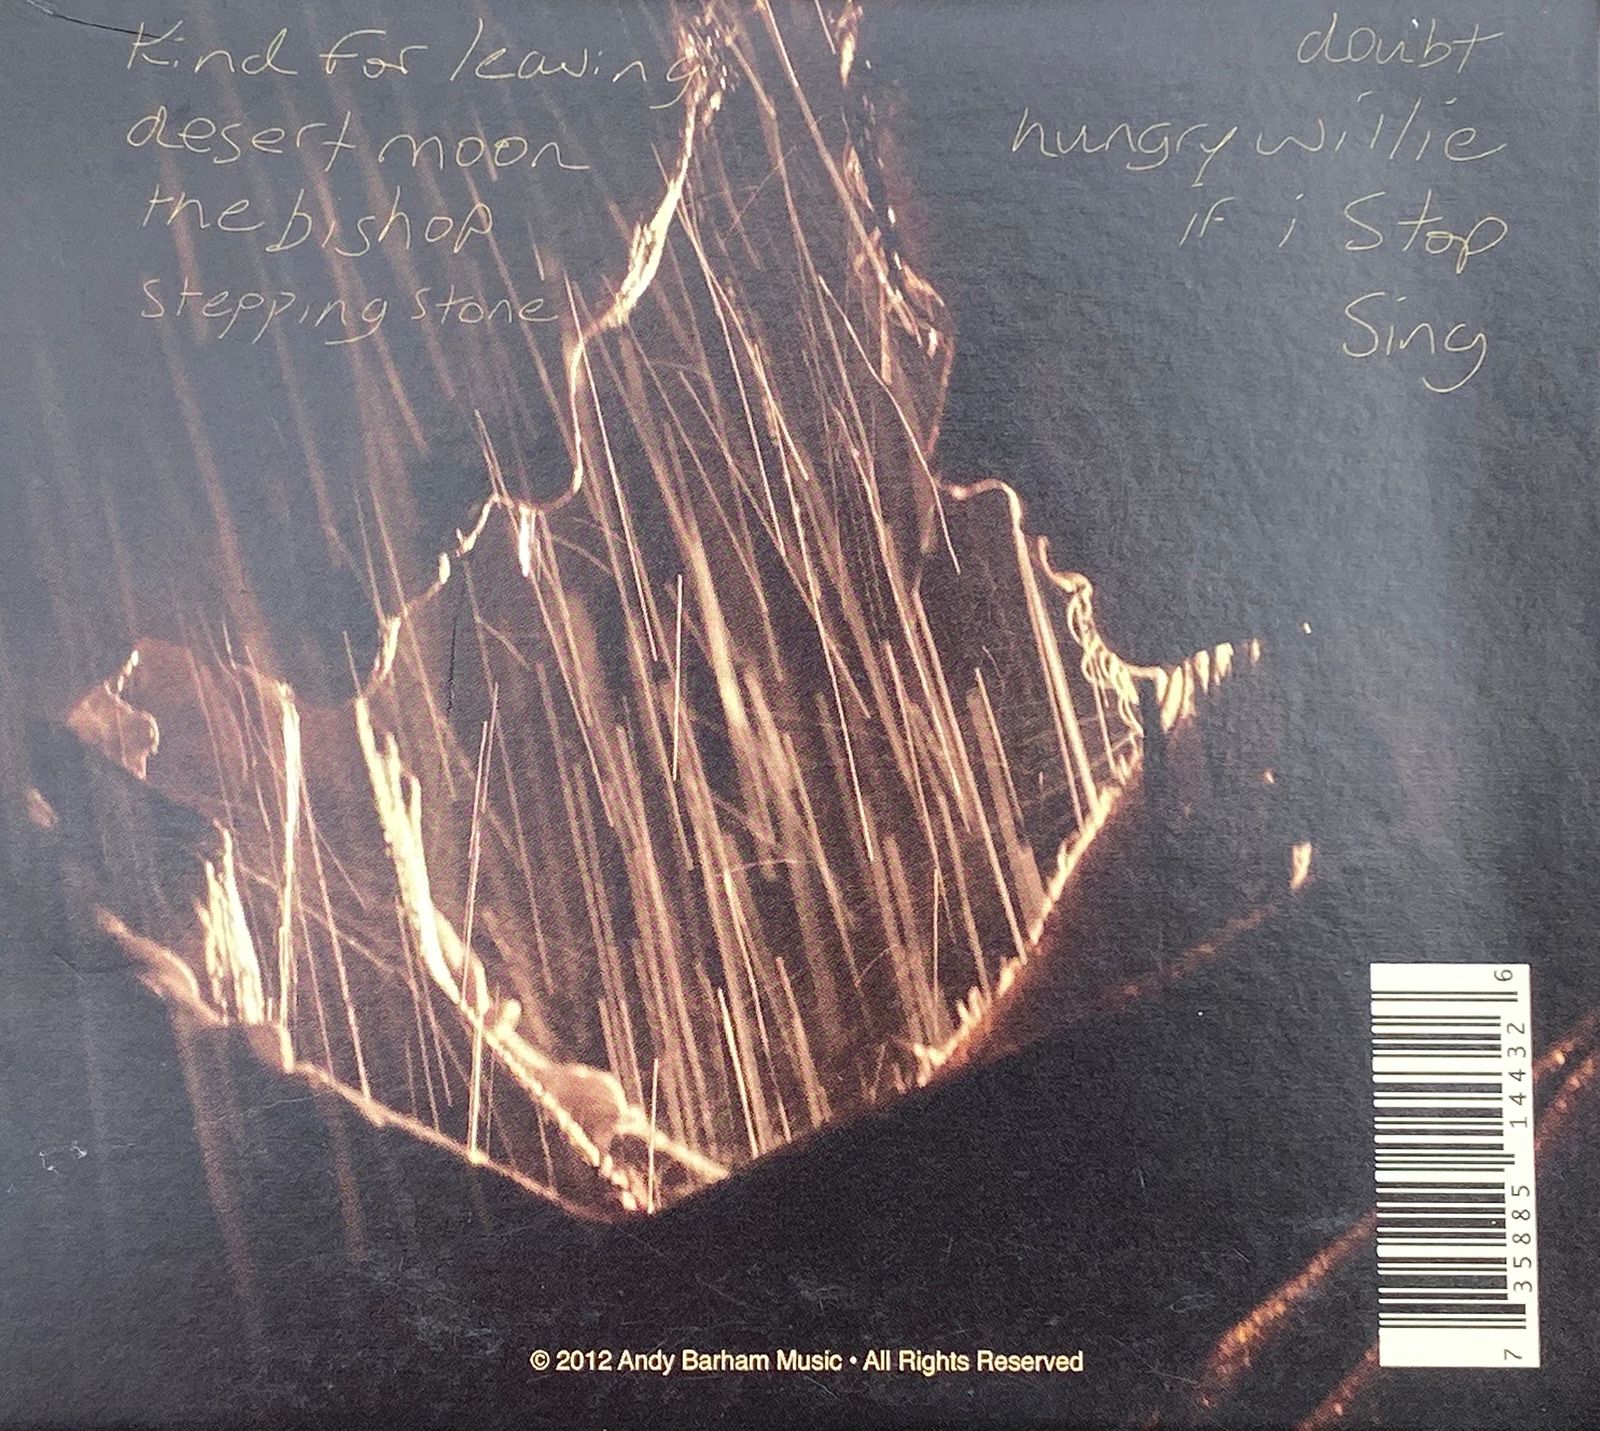 Kind for leaving
desert moon
the bishop
stepping stone
doubt
hungry willie
if i Stop
Sing
7 35885 14432 6
© 2012 Andy Barham Music • All Rights Reserved